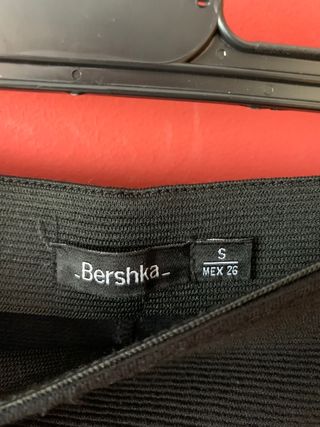 -Bershka-
S
MEX 26